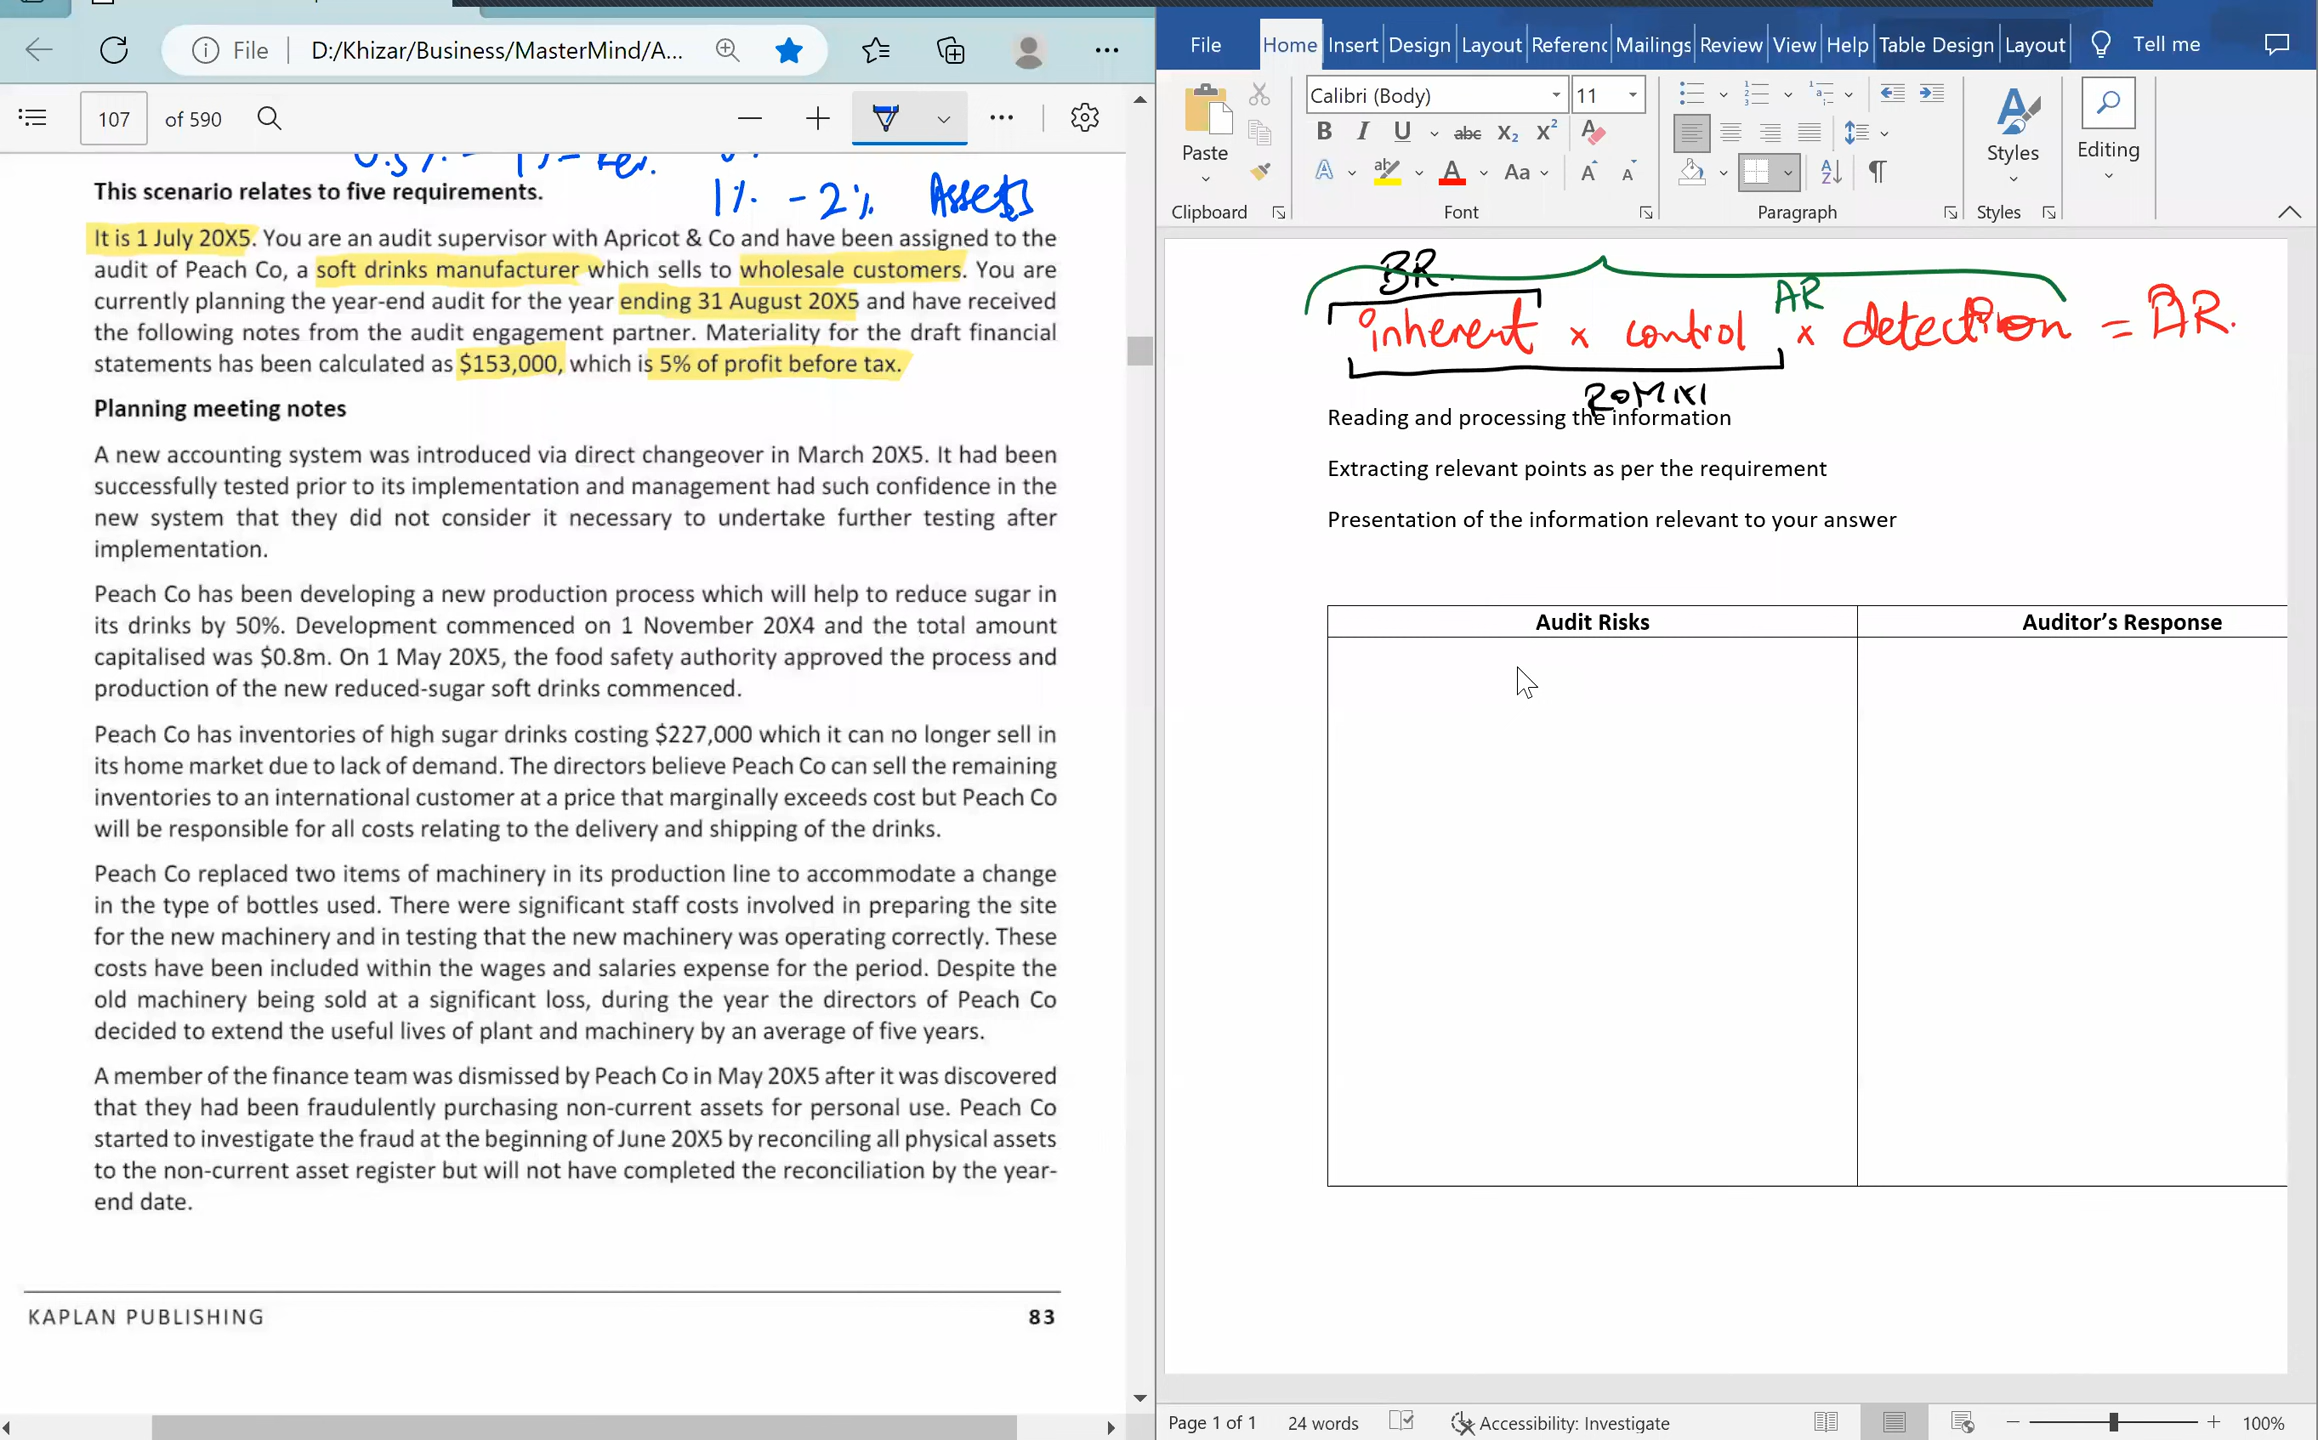 File
D:/Khizar/Business/MasterMind/A...
107 of 590
1% - 2% Assets
This scenario relates to five requirements.
It is 1 July 20X5. You are an audit supervisor with Apricot & Co and have been assigned to the
audit of Peach Co, a soft drinks manufacturer which sells to wholesale customers. You are
currently planning the year-end audit for the year ending 31 August 20X5 and have received
the following notes from the audit engagement partner. Materiality for the draft financial
statements has been calculated as $153,000, which is 5% of profit before tax.
Planning meeting notes
A new accounting system was introduced via direct changeover in March 20X5. It had been
successfully tested prior to its implementation and management had such confidence in the
new system that they did not consider it necessary to undertake further testing after
implementation.
Peach Co has been developing a new production process which will help to reduce sugar in
its drinks by 50%. Development commenced on 1 November 20X4 and the total amount
capitalised was $0.8m. On 1 May 20X5, the food safety authority approved the process and
production of the new reduced-sugar soft drinks commenced.
Peach Co has inventories of high sugar drinks costing $227,000 which it can no longer sell in
its home market due to lack of demand. The directors believe Peach Co can sell the remaining
inventories to an international customer at a price that marginally exceeds cost but Peach Co
will be responsible for all costs relating to the delivery and shipping of the drinks.
Peach Co replaced two items of machinery in its production line to accommodate a change
in the type of bottles used. There were significant staff costs involved in preparing the site
for the new machinery and in testing that the new machinery was operating correctly. These
costs have been included within the wages and salaries expense for the period. Despite the
old machinery being sold at a significant loss, during the year the directors of Peach Co
decided to extend the useful lives of plant and machinery by an average of five years.
A member of the finance team was dismissed by Peach Co in May 20X5 after it was discovered
that they had been fraudulently purchasing non-current assets for personal use. Peach Co
started to investigate the fraud at the beginning of June 20X5 by reconciling all physical assets
to the non-current asset register but will not have completed the reconciliation by the year-
end date.
KAPLAN PUBLISHING 83
File Home Insert Design Layout Referenc Mailings Review View Help Table Design Layout Tell me
Calibri (Body) 11
Paste
B I U abc X₂ X² A
A ab A Aa A A
Styles
Editing
Clipboard Font Paragraph Styles
BR.
AR
inherent × control × detection = AR.
ROMM
Reading and processing the information
Extracting relevant points as per the requirement
Presentation of the information relevant to your answer
Audit Risks Auditor's Response
Page 1 of 1 24 words Accessibility: Investigate 100%